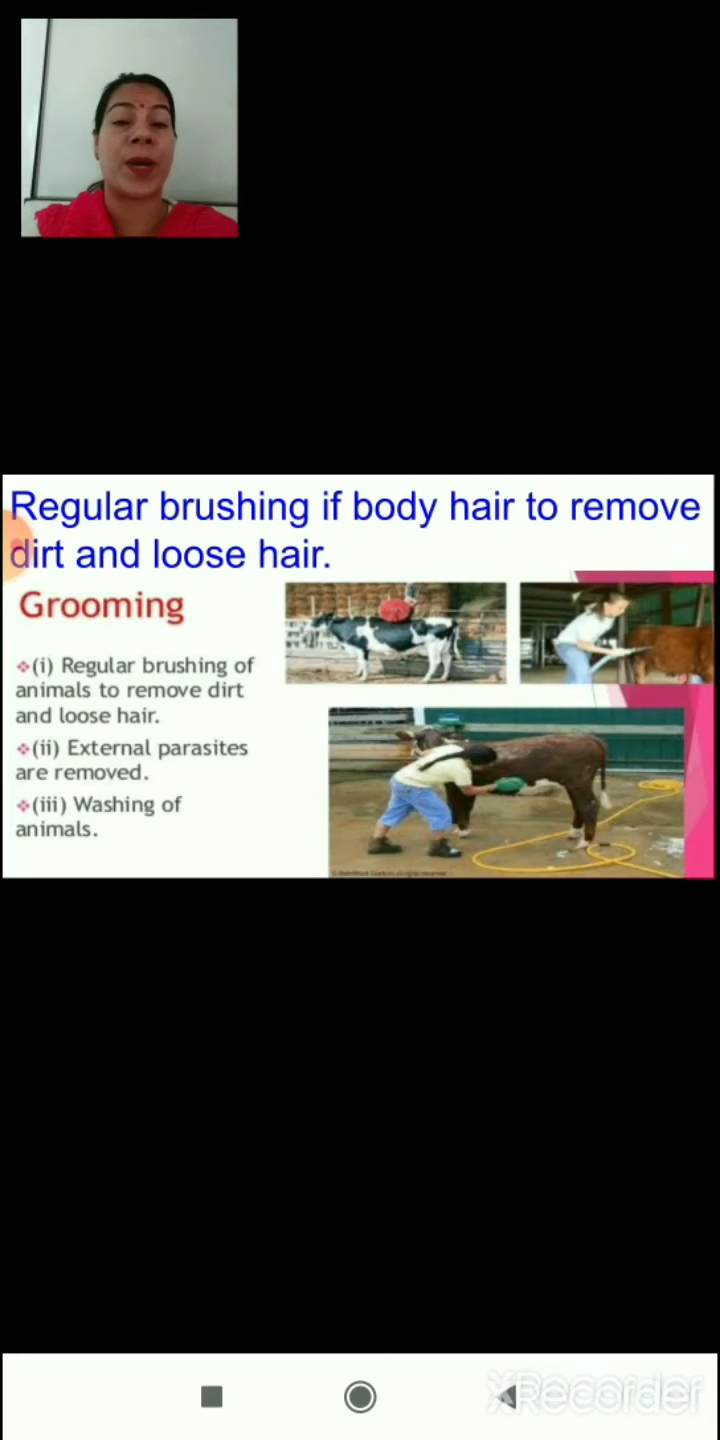 Regular brushing if body hair to remove
dirt and loose hair.
Grooming
❖(i) Regular brushing of
animals to remove dirt
and loose hair.
❖(ii) External parasites
are removed.
❖(iii) Washing of
animals.
XRecorder